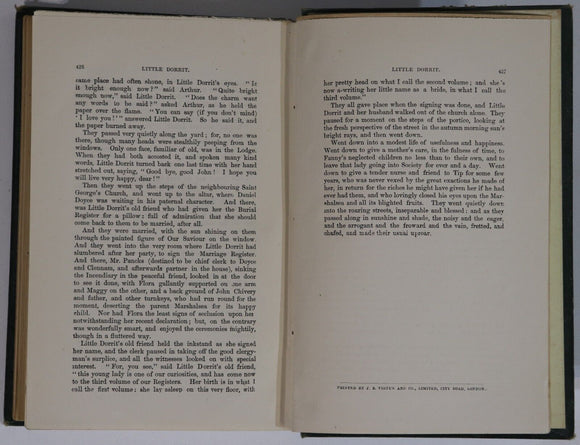 426
LITTLE DORRIT.
came place had often shone, in Little Dorrit's eyes. "Is
it bright enough now?" said Arthur. "Quite bright
enough now," said Little Dorrit. "Does the charm want
any words to be said?" asked Arthur, as he held the
paper over the flame. "You can say (if you don't mind)
'I love you!'" answered Little Dorrit. So he said it, and
the paper burned away.
They passed very quietly along the yard; for, no one was
there, though many heads were stealthily peeping from the
windows. Only one face, familiar of old, was in the Lodge.
When they had both accosted it, and spoken many kind
words, Little Dorrit turned back one last time with her hand
stretched out, saying, "Good bye, good John! I hope you
will live very happy, dear!"
Then they went up the steps of the neighbouring Saint
George's Church, and went up to the altar, where Daniel
Doyce was waiting in his paternal character. And there,
was Little Dorrit's old friend who had given her the Burial
Register for a pillow: full of admiration that she should
come back to them to be married, after all.
And they were married, with the sun shining on them
through the painted figure of Our Saviour on the window.
And they went into the very room where Little Dorrit had
slumbered after her party, to sign the Marriage Register.
And there, Mr. Pancks (destined to be chief clerk to Doyce
and Clennam, and afterwards partner in the house), sinking
the Incendiary in the peaceful friend, looked in at the door
to see it done, with Flora gallantly supported on one arm
and Maggy on the other, and a back ground of John Chivery
and father, and other turnkeys, who had run round for the
moment, deserting the parent Marshalsea for its happy
child. Nor had Flora the least signs of seclusion upon her
notwithstanding her recent declaration; but, on the contrary
was wonderfully smart, and enjoyed the ceremonies mightily,
though in a fluttered way.
Little Dorrit's old friend held the inkstand as she signed
her name, and the clerk paused in taking off the good clergy-
man's surplice, and all the witnesses looked on with special
interest. "For, you see," said Little Dorrit's old friend,
"this young lady is one of our curiosities, and has come now
to the third volume of our Registers. Her birth is in what I
call the first volume; she lay asleep on this very floor, with
LITTLE DORRIT.
427
her pretty head on what I call the second volume; and she's
now a-writing her little name as a bride, in what I call the
third volume."
They all gave place when the signing was done, and Little
Dorrit and her husband walked out of the church alone. They
paused for a moment on the steps of the portico, looking at
the fresh perspective of the street in the autumn morning sun's
bright rays, and then went down.
Went down into a modest life of usefulness and happiness.
Went down to give a mother's care, in the fulness of time, to
Fanny's neglected children no less than to their own, and to
leave that lady going into Society for ever and a day. Went
down to give a tender nurse and friend to Tip for some few
years, who was never vexed by the great exactions he made of
her, in return for the riches he might have given her if he had
ever had them, and who lovingly closed his eyes upon the Mar-
shalsea and all its blighted fruits. They went quietly down
into the roaring streets, inseparable and blessed; and as they
passed along in sunshine and shade, the noisy and the eager,
and the arrogant and the froward and the vain, fretted, and
chafed, and made their usual uproar.
PRINTED BY J. S. VIRTUE AND CO., LIMITED, CITY ROAD, LONDON.